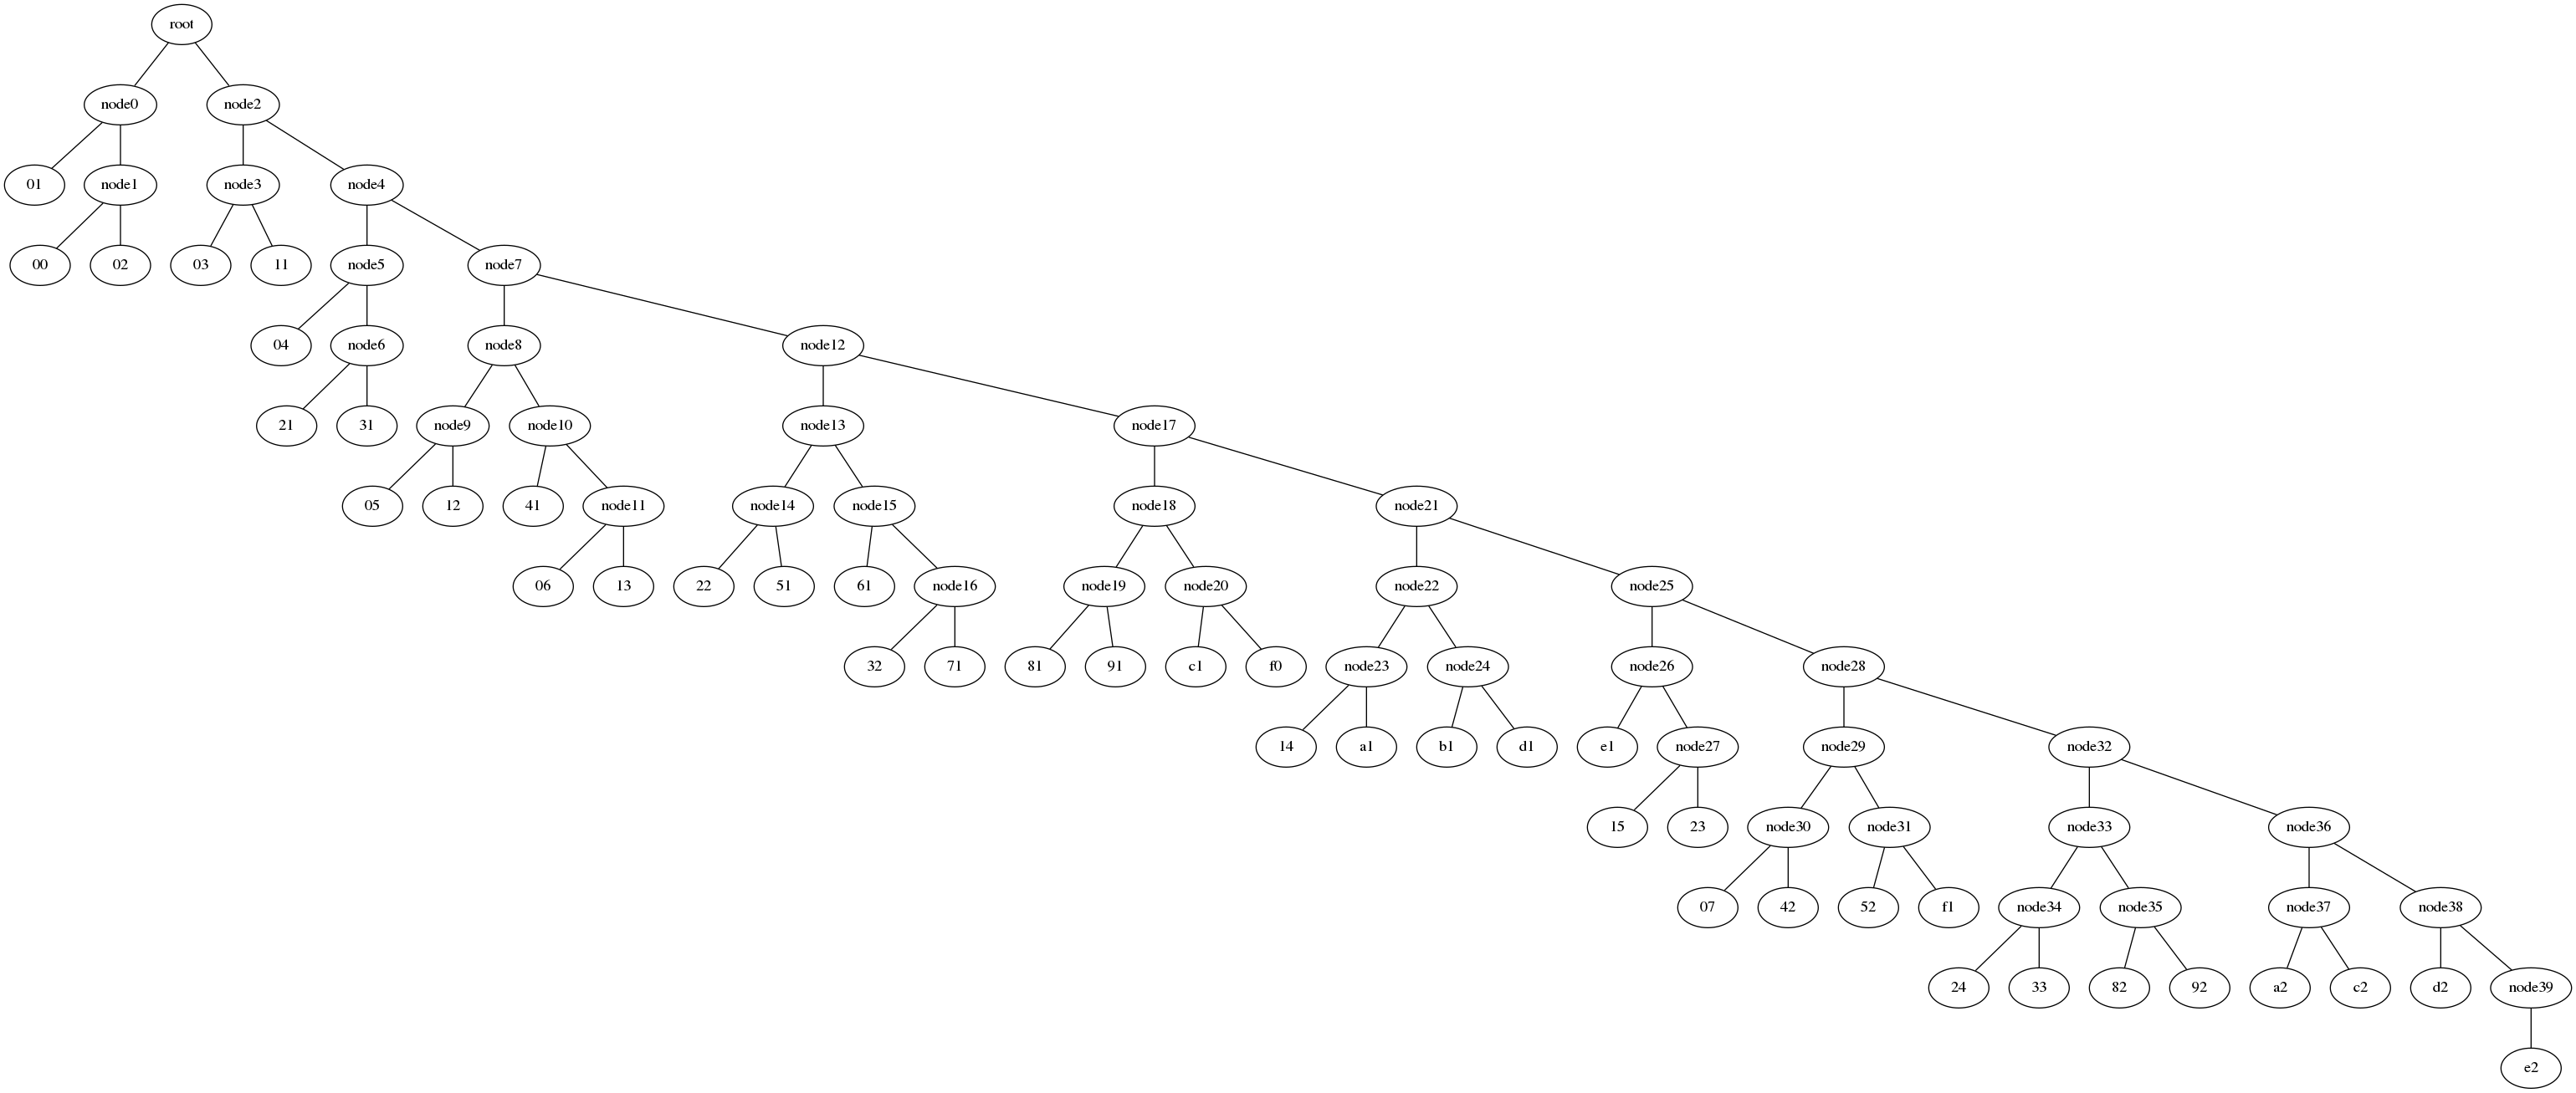 root
node0 node2
01 node1 node3 node4
00 02 03 11 node5 node7
04 node6 node8 node12
21 31 node9 node10 node13 node17
05 12 41 node11 node14 node15 node18 node21
06 13 22 51 61 node16 node19 node20 node22 node25
32 71 81 91 c1 f0 node23 node24 node26 node28
14 a1 b1 d1 e1 node27 node29 node32
15 23 node30 node31 node33 node36
07 42 52 f1 node34 node35 node37 node38
24 33 82 92 a2 c2 d2 node39
e2